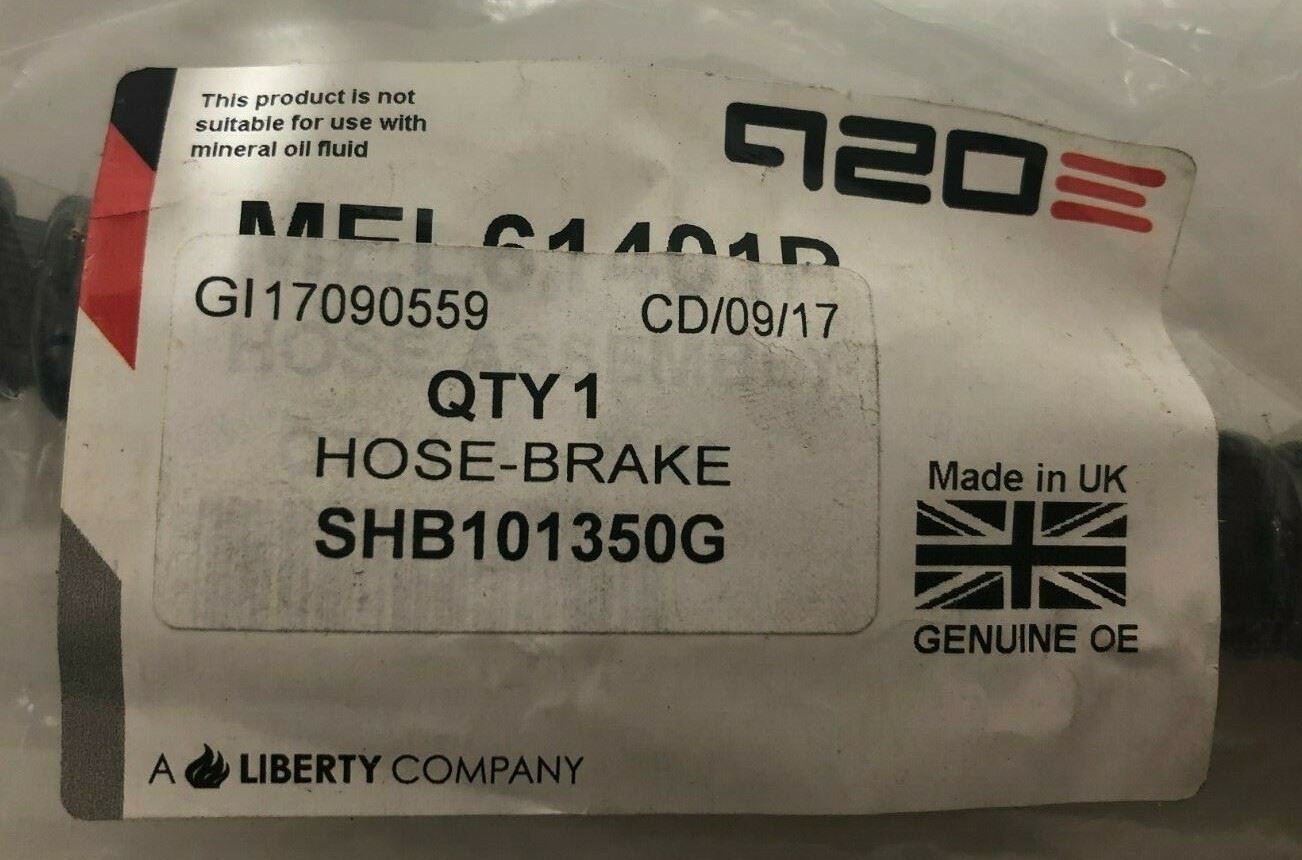 This product is not
suitable for use with
mineral oil fluid
GI17090559 CD/09/17
QTY 1
HOSE-BRAKE
SHB101350G
Made in UK
GENUINE OE
A LIBERTY COMPANY